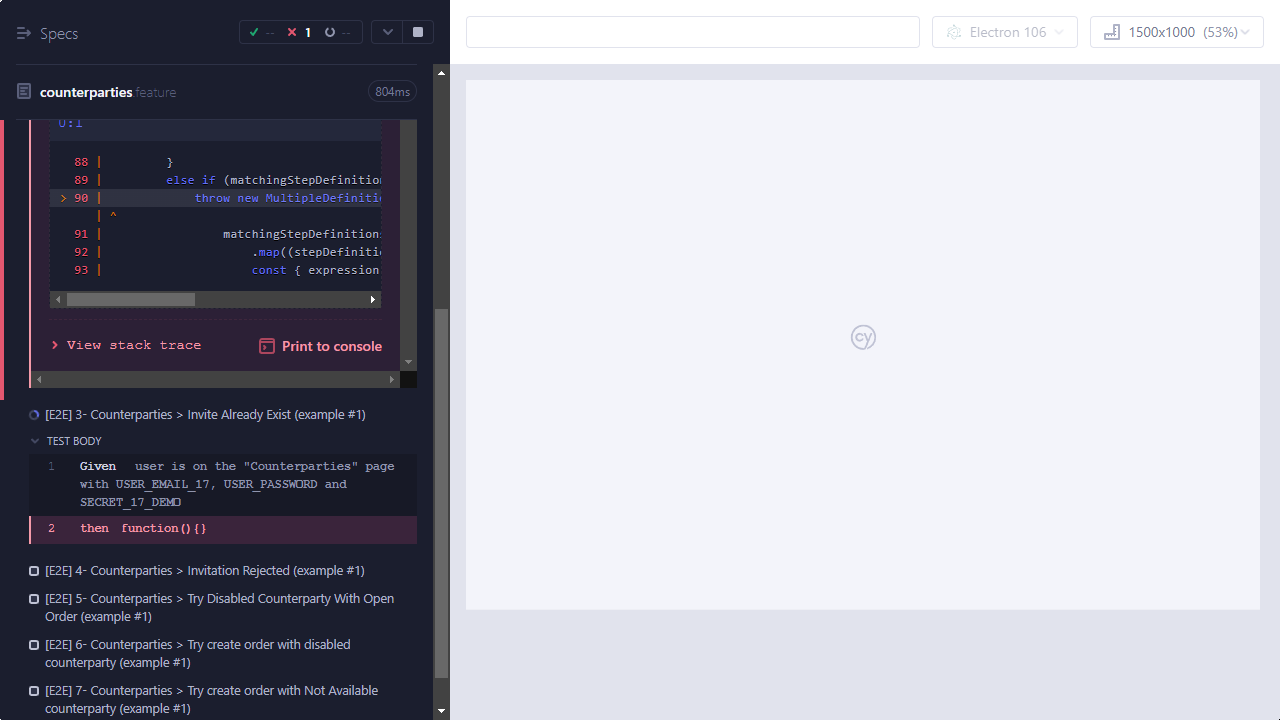 Specs
--
1
--
Electron 106
1500x1000 (53%)
counterparties.feature
804ms
0:1
88 | }
89 | else if (matchingStepDefinition
> 90 | throw new MultipleDefiniti
| ^
91 | matchingStepDefinitions
92 | .map((stepDefiniti
93 | const { expression
View stack trace
Print to console
[E2E] 3- Counterparties > Invite Already Exist (example #1)
TEST BODY
1 Given user is on the "Counterparties" page
with USER_EMAIL_17, USER_PASSWORD and
SECRET_17_DEMO
2 then function(){}
[E2E] 4- Counterparties > Invitation Rejected (example #1)
[E2E] 5- Counterparties > Try Disabled Counterparty With Open
Order (example #1)
[E2E] 6- Counterparties > Try create order with disabled
counterparty (example #1)
[E2E] 7- Counterparties > Try create order with Not Available
counterparty (example #1)
cy